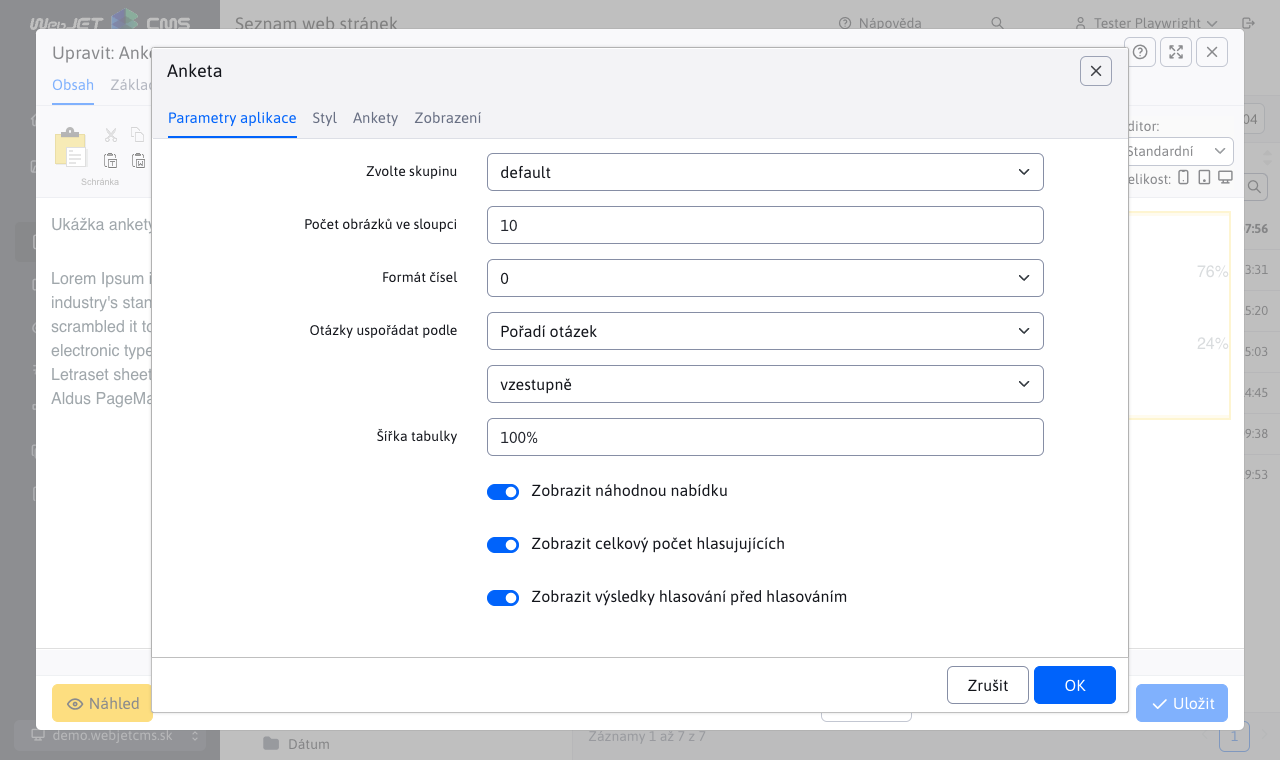 WebJET CMS
Seznam web stránek
Nápověda
Tester Playwright
Upravit: Anke
Obsah
Základ
Schránka
ditor:
Standardní
elikost:
04
Anketa
Parametry aplikace
Styl
Ankety
Zobrazení
Zvolte skupinu
default
Počet obrázků ve sloupci
10
Formát čísel
0
Otázky uspořádat podle
Pořadí otázek
vzestupně
Šířka tabulky
100%
Zobrazit náhodnou nabídku
Zobrazit celkový počet hlasujujících
Zobrazit výsledky hlasování před hlasováním
Zrušit
OK
Ukážka ankety
Lorem Ipsum i
industry's stan
scrambled it to
electronic type
Letraset sheet
Aldus PageMa
76%
24%
7:56
3:31
5:20
5:03
4:45
9:38
9:53
Náhled
Uložit
demo.webjetcms.sk
Dátum
Záznamy 1 až 7 z 7
1